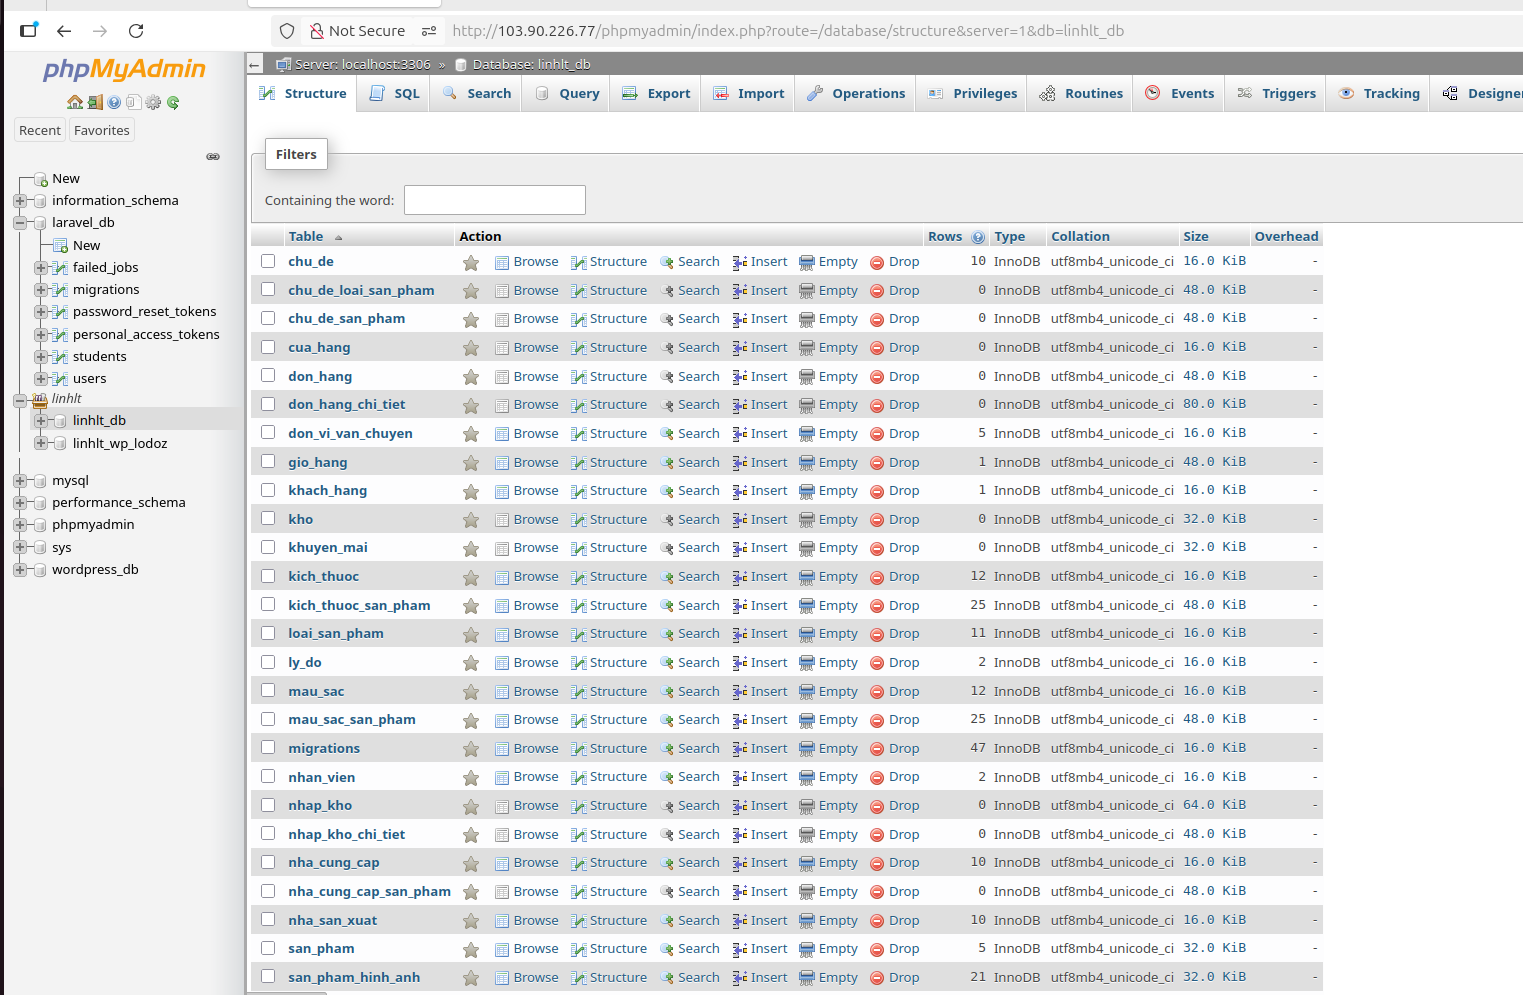 Not Secure http://103.90.226.77/phpmyadmin/index.php?route=/database/structure&server=1&db=linhlt_db
phpMyAdmin
Recent Favorites
New
information_schema
laravel_db
New
failed_jobs
migrations
password_reset_tokens
personal_access_tokens
students
users
linhlt
linhlt_db
linhlt_wp_lodoz
mysql
performance_schema
phpmyadmin
sys
wordpress_db
Server: localhost:3306 » Database: linhlt_db
Structure SQL Search Query Export Import Operations Privileges Routines Events Triggers Tracking Designer
Filters
Containing the word:
Table Action Rows Type Collation Size Overhead
chu_de Browse Structure Search Insert Empty Drop 10 InnoDB utf8mb4_unicode_ci 16.0 KiB -
chu_de_loai_san_pham Browse Structure Search Insert Empty Drop 0 InnoDB utf8mb4_unicode_ci 48.0 KiB -
chu_de_san_pham Browse Structure Search Insert Empty Drop 0 InnoDB utf8mb4_unicode_ci 48.0 KiB -
cua_hang Browse Structure Search Insert Empty Drop 0 InnoDB utf8mb4_unicode_ci 16.0 KiB -
don_hang Browse Structure Search Insert Empty Drop 0 InnoDB utf8mb4_unicode_ci 48.0 KiB -
don_hang_chi_tiet Browse Structure Search Insert Empty Drop 0 InnoDB utf8mb4_unicode_ci 80.0 KiB -
don_vi_van_chuyen Browse Structure Search Insert Empty Drop 5 InnoDB utf8mb4_unicode_ci 16.0 KiB -
gio_hang Browse Structure Search Insert Empty Drop 1 InnoDB utf8mb4_unicode_ci 48.0 KiB -
khach_hang Browse Structure Search Insert Empty Drop 1 InnoDB utf8mb4_unicode_ci 16.0 KiB -
kho Browse Structure Search Insert Empty Drop 0 InnoDB utf8mb4_unicode_ci 32.0 KiB -
khuyen_mai Browse Structure Search Insert Empty Drop 0 InnoDB utf8mb4_unicode_ci 32.0 KiB -
kich_thuoc Browse Structure Search Insert Empty Drop 12 InnoDB utf8mb4_unicode_ci 16.0 KiB -
kich_thuoc_san_pham Browse Structure Search Insert Empty Drop 25 InnoDB utf8mb4_unicode_ci 48.0 KiB -
loai_san_pham Browse Structure Search Insert Empty Drop 11 InnoDB utf8mb4_unicode_ci 16.0 KiB -
ly_do Browse Structure Search Insert Empty Drop 2 InnoDB utf8mb4_unicode_ci 16.0 KiB -
mau_sac Browse Structure Search Insert Empty Drop 12 InnoDB utf8mb4_unicode_ci 16.0 KiB -
mau_sac_san_pham Browse Structure Search Insert Empty Drop 25 InnoDB utf8mb4_unicode_ci 48.0 KiB -
migrations Browse Structure Search Insert Empty Drop 47 InnoDB utf8mb4_unicode_ci 16.0 KiB -
nhan_vien Browse Structure Search Insert Empty Drop 2 InnoDB utf8mb4_unicode_ci 16.0 KiB -
nhap_kho Browse Structure Search Insert Empty Drop 0 InnoDB utf8mb4_unicode_ci 64.0 KiB -
nhap_kho_chi_tiet Browse Structure Search Insert Empty Drop 0 InnoDB utf8mb4_unicode_ci 48.0 KiB -
nha_cung_cap Browse Structure Search Insert Empty Drop 10 InnoDB utf8mb4_unicode_ci 16.0 KiB -
nha_cung_cap_san_pham Browse Structure Search Insert Empty Drop 0 InnoDB utf8mb4_unicode_ci 48.0 KiB -
nha_san_xuat Browse Structure Search Insert Empty Drop 10 InnoDB utf8mb4_unicode_ci 16.0 KiB -
san_pham Browse Structure Search Insert Empty Drop 5 InnoDB utf8mb4_unicode_ci 32.0 KiB -
san_pham_hinh_anh Browse Structure Search Insert Empty Drop 21 InnoDB utf8mb4_unicode_ci 32.0 KiB -